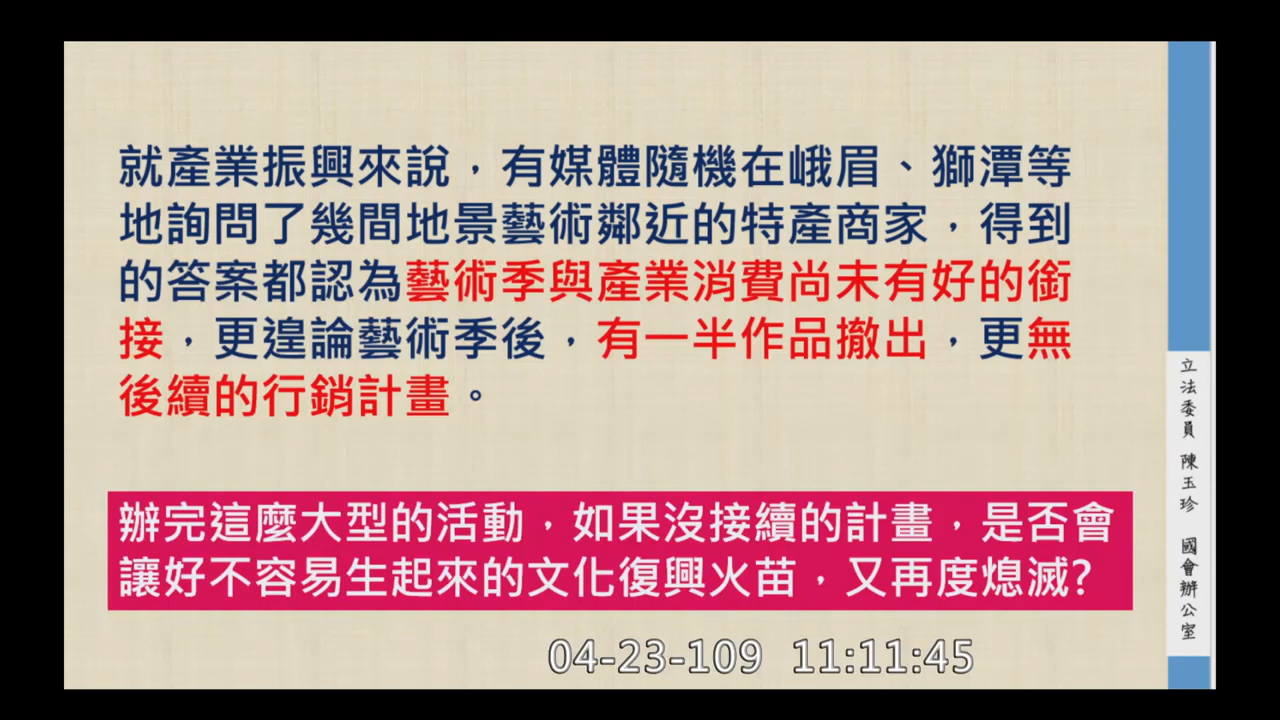 就產業振興來說，有媒體隨機在峨眉、獅潭等
地詢問了幾間地景藝術鄰近的特產商家，得到
的答案都認為藝術季與產業消費尚未有好的銜
接，更遑論藝術季後，有一半作品撤出，更無
後續的行銷計畫。
辦完這麼大型的活動，如果沒接續的計畫，是否會
讓好不容易生起來的文化復興火苗，又再度熄滅?
立法委員 陳玉珍 國會辦公室
04-23-109 11:11:45